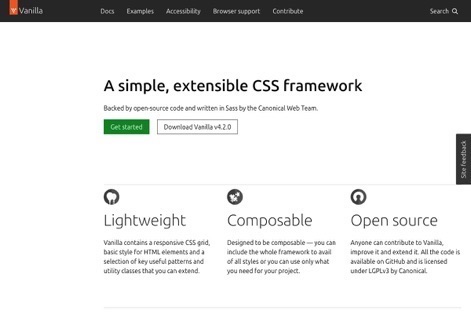 Vanilla
Docs Examples Accessibility Browser support Contribute Search
A simple, extensible CSS framework
Backed by open-source code and written in Sass by the Canonical Web Team.
Get started Download Vanilla v4.2.0
Site feedback
Lightweight
Vanilla contains a responsive CSS grid,
basic style for HTML elements and a
selection of key useful patterns and
utility classes that you can extend.
Composable
Designed to be composable — you can
include the whole framework to avail
of all styles or you can use only what
you need for your project.
Open source
Anyone can contribute to Vanilla,
improve it and extend it. All the code is
available on GitHub and is licensed
under LGPLv3 by Canonical.